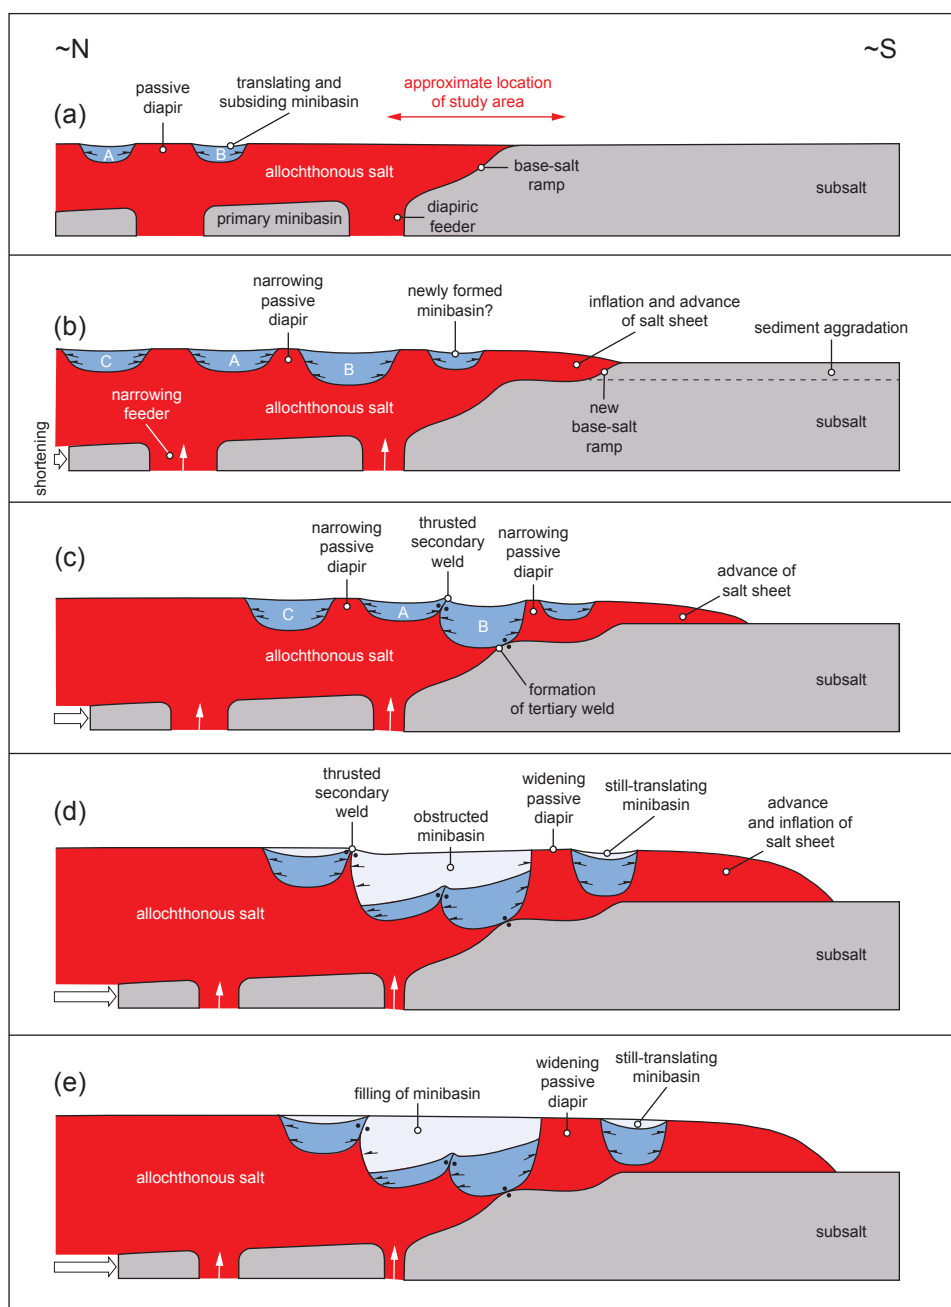 ~N
~S
(a)
passive
diapir
translating and
subsiding minibasin
approximate location
of study area
A
B
allochthonous salt
base-salt
ramp
subsalt
primary minibasin
diapiric
feeder
(b)
narrowing
passive
diapir
newly formed
minibasin?
inflation and advance
of salt sheet
sediment aggradation
C
A
B
narrowing
feeder
allochthonous salt
new
base-salt
ramp
subsalt
shortening
(c)
narrowing
passive
diapir
thrusted
secondary
weld
narrowing
passive
diapir
advance of
salt sheet
C
A
B
allochthonous salt
formation
of tertiary weld
subsalt
(d)
thrusted
secondary
weld
obstructed
minibasin
widening
passive
diapir
still-translating
minibasin
advance
and inflation of
salt sheet
allochthonous salt
subsalt
(e)
filling of minibasin
widening
passive
diapir
still-translating
minibasin
allochthonous salt
subsalt